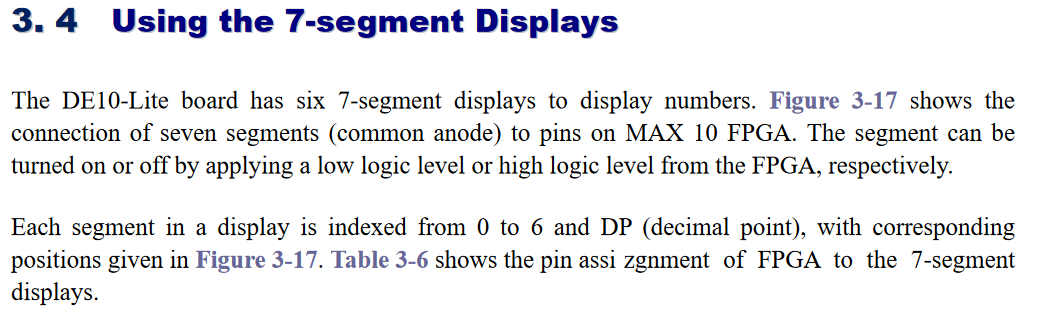 3. 4 Using the 7-segment Displays
The DE10-Lite board has six 7-segment displays to display numbers. Figure 3-17 shows the
connection of seven segments (common anode) to pins on MAX 10 FPGA. The segment can be
turned on or off by applying a low logic level or high logic level from the FPGA, respectively.
Each segment in a display is indexed from 0 to 6 and DP (decimal point), with corresponding
positions given in Figure 3-17. Table 3-6 shows the pin assi zgnment of FPGA to the 7-segment
displays.